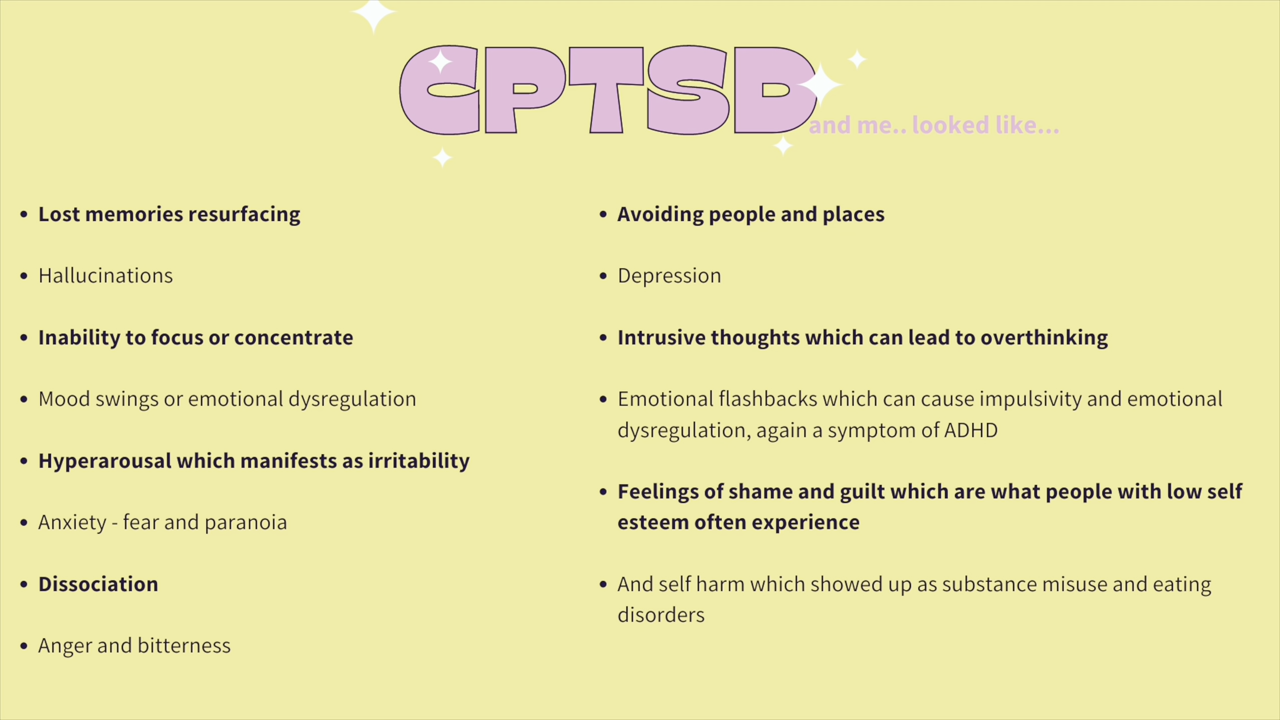 CPTSD
and me.. looked like...
• Lost memories resurfacing
• Hallucinations
• Inability to focus or concentrate
• Mood swings or emotional dysregulation
• Hyperarousal which manifests as irritability
• Anxiety - fear and paranoia
• Dissociation
• Anger and bitterness
• Avoiding people and places
• Depression
• Intrusive thoughts which can lead to overthinking
• Emotional flashbacks which can cause impulsivity and emotional
dysregulation, again a symptom of ADHD
• Feelings of shame and guilt which are what people with low self
esteem often experience
• And self harm which showed up as substance misuse and eating
disorders